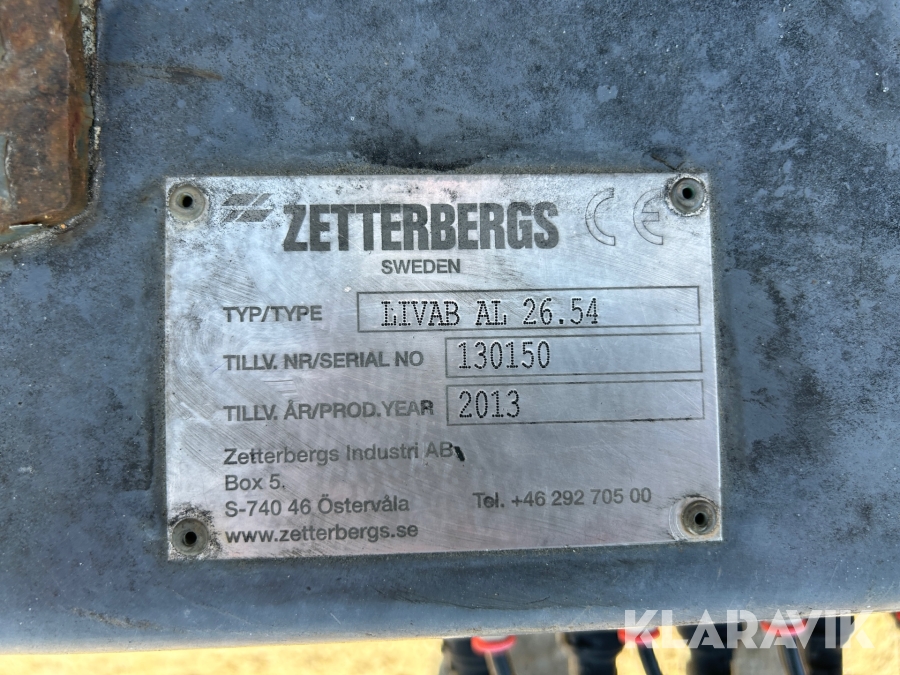 ZETTERBERGS CE
SWEDEN
TYP/TYPE LIVAB AL 26.54
TILLV. NR/SERIAL NO 130150
TILLV. ÅR/PROD.YEAR 2013
Zetterbergs Industri AB
Box 5.
S-740 46 Östervåla Tel. +46 292 705 00
www.zetterbergs.se
KLARAVIK